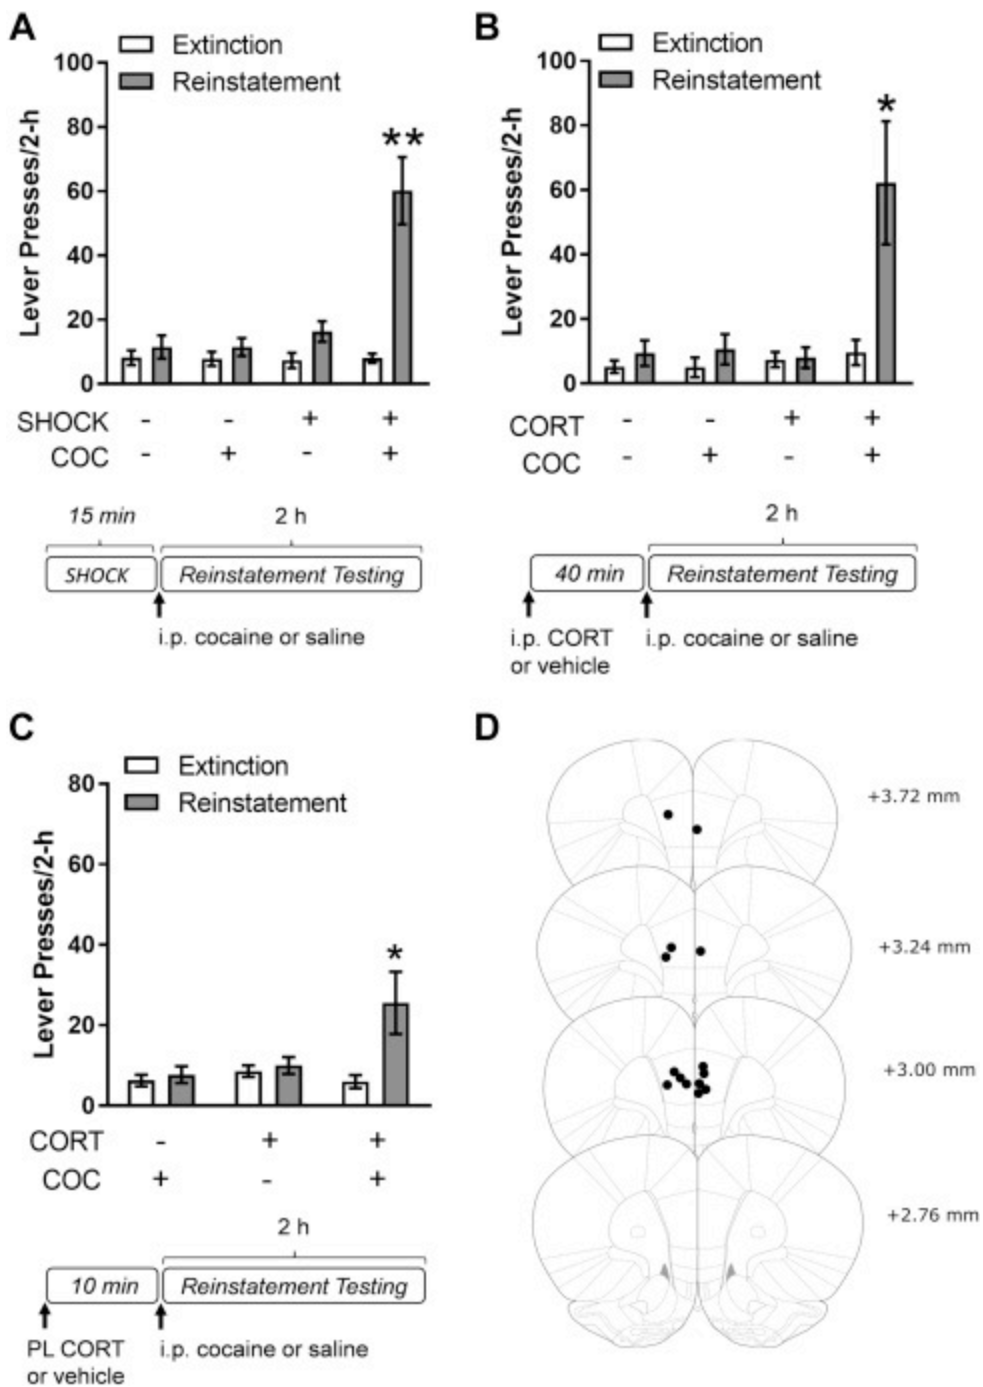 A
Extinction
Reinstatement
Lever Presses/2-h
100
80
60
40
20
0
**
SHOCK - - + +
COC - + - +
15 min 2 h
SHOCK Reinstatement Testing
i.p. cocaine or saline
B
Extinction
Reinstatement
Lever Presses/2-h
100
80
60
40
20
0
*
CORT - - + +
COC - + - +
2 h
40 min Reinstatement Testing
i.p. CORT
or vehicle
i.p. cocaine or saline
C
Extinction
Reinstatement
Lever Presses/2-h
80
60
40
20
0
*
CORT - + +
COC + - +
2 h
10 min Reinstatement Testing
PL CORT
or vehicle
i.p. cocaine or saline
D
+3.72 mm
+3.24 mm
+3.00 mm
+2.76 mm